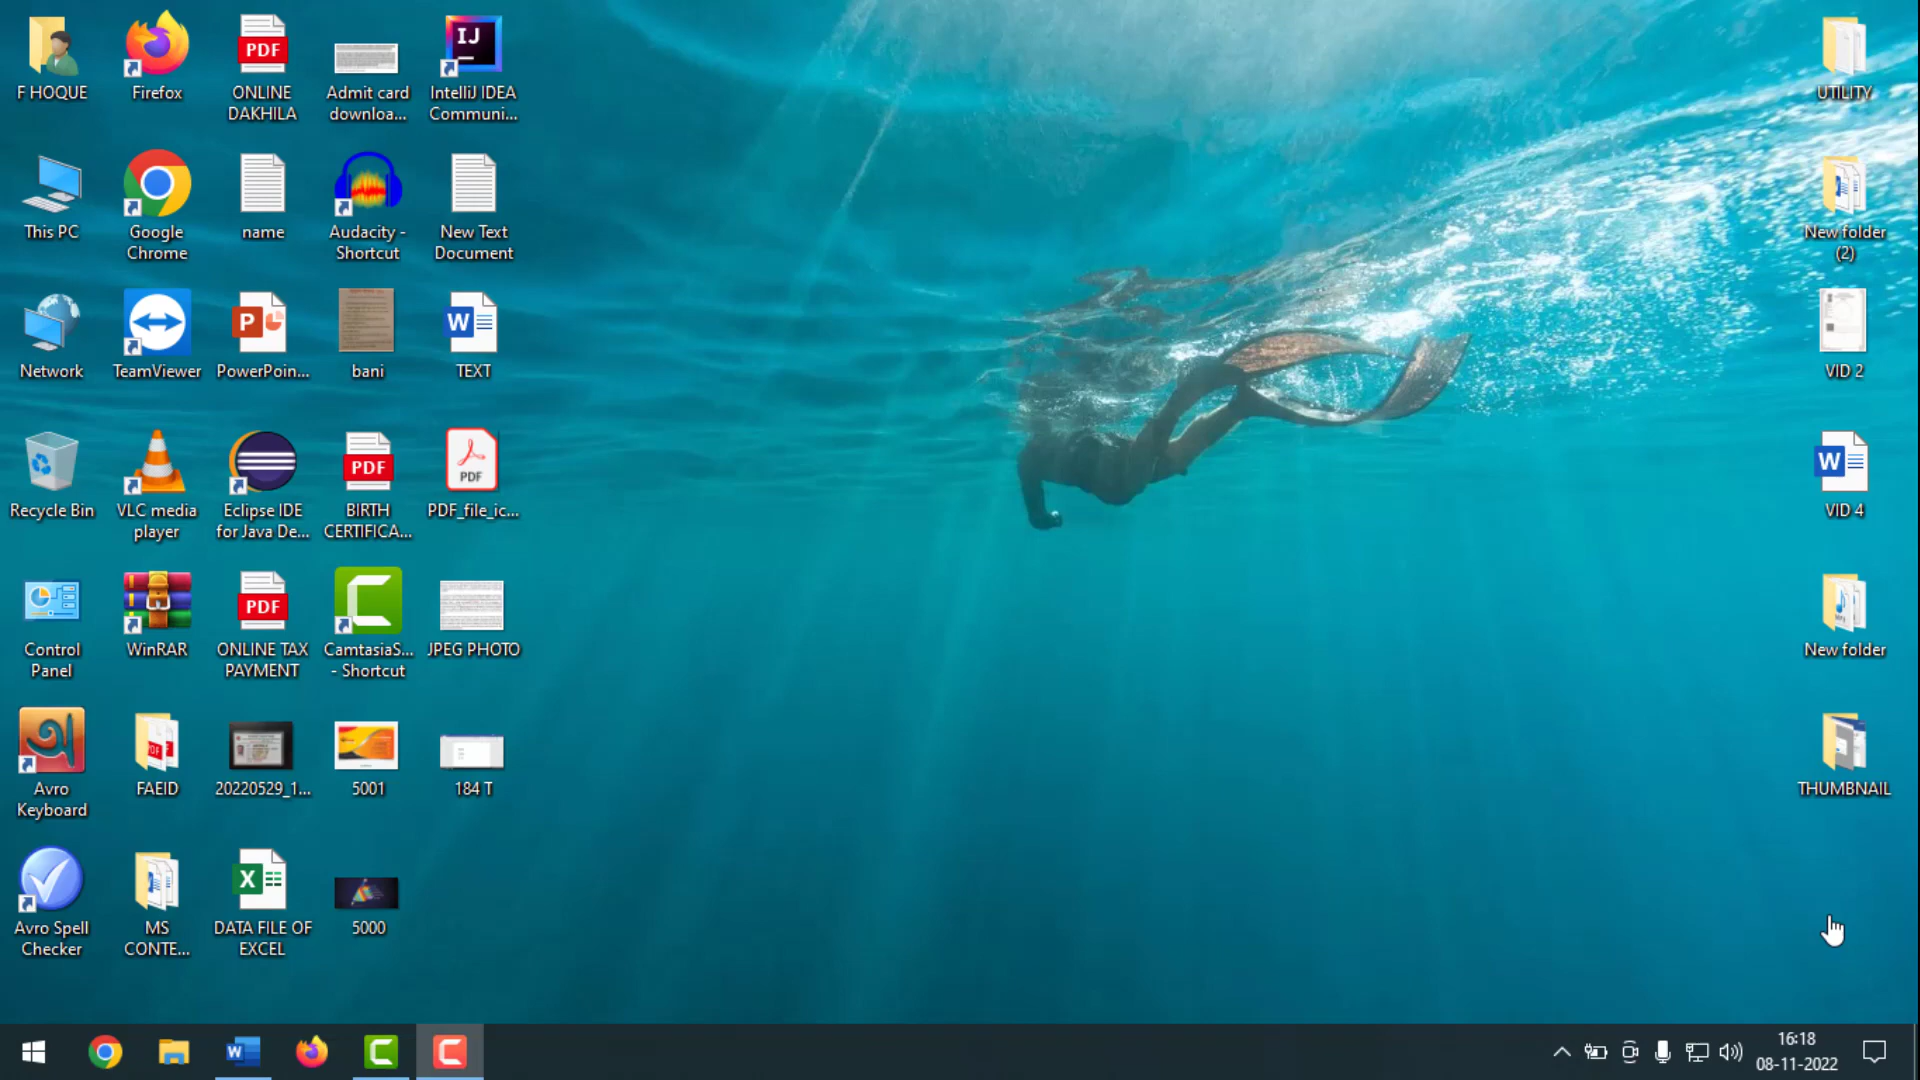 F HOQUE
Firefox
ONLINE
DAKHILA
Admit card
downloa...
IntelliJ IDEA
Communi...
UTILITY
This PC
Google
Chrome
name
Audacity -
Shortcut
New Text
Document
New folder
(2)
Network
TeamViewer
PowerPoin...
bani
TEXT
VID 2
Recycle Bin
VLC media
player
Eclipse IDE
for Java De...
BIRTH
CERTIFICA...
PDF_file_ic...
VID 4
Control
Panel
WinRAR
ONLINE TAX
PAYMENT
CamtasiaS...
- Shortcut
JPEG PHOTO
New folder
Avro
Keyboard
FAEID
20220529_1...
5001
184 T
THUMBNAIL
Avro Spell
Checker
MS
CONTE...
DATA FILE OF
EXCEL
5000
16:18
08-11-2022